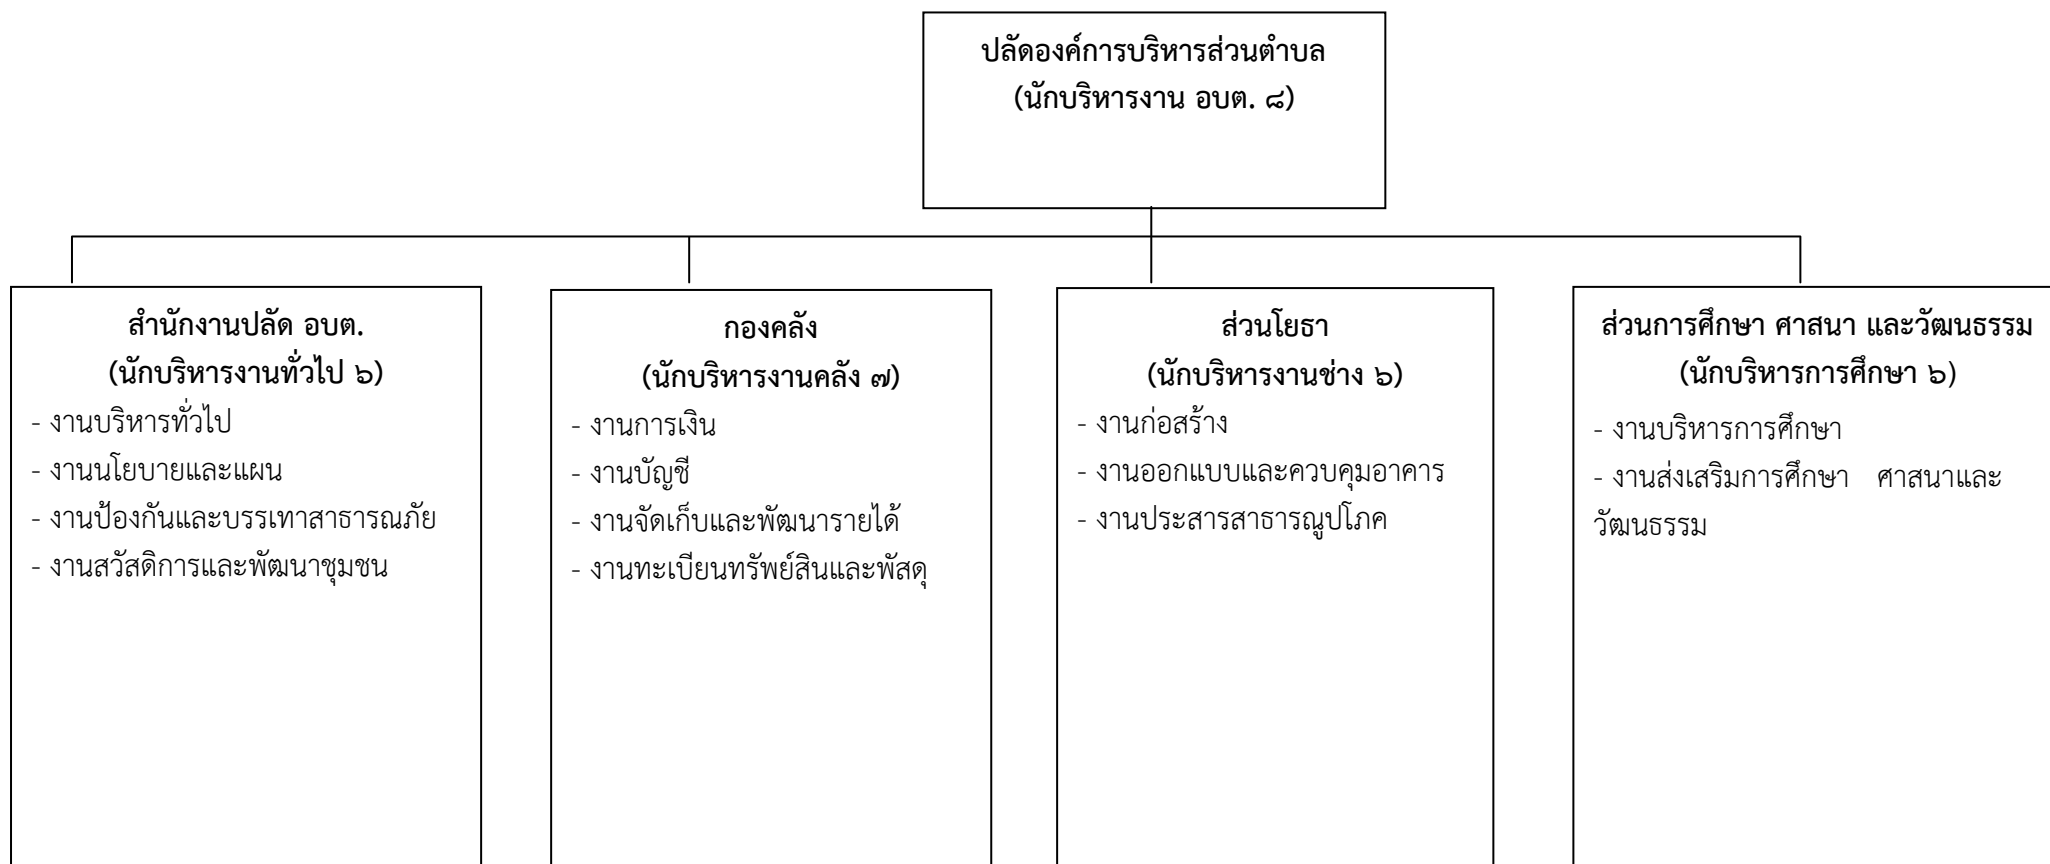 ปลัดองค์การบริหารส่วนตำบล
(นักบริหารงาน อบต. ๘)
สำนักงานปลัด อบต.
(นักบริหารงานทั่วไป ๖)
- งานบริหารทั่วไป
- งานนโยบายและแผน
- งานป้องกันและบรรเทาสาธารณภัย
- งานสวัสดิการและพัฒนาชุมชน
กองคลัง
(นักบริหารงานคลัง ๗)
- งานการเงิน
- งานบัญชี
- งานจัดเก็บและพัฒนารายได้
- งานทะเบียนทรัพย์สินและพัสดุ
ส่วนโยธา
(นักบริหารงานช่าง ๖)
- งานก่อสร้าง
- งานออกแบบและควบคุมอาคาร
- งานประสารสาธารณูปโภค
ส่วนการศึกษา ศาสนา และวัฒนธรรม
(นักบริหารการศึกษา ๖)
- งานบริหารการศึกษา
- งานส่งเสริมการศึกษา ศาสนาและ
วัฒนธรรม